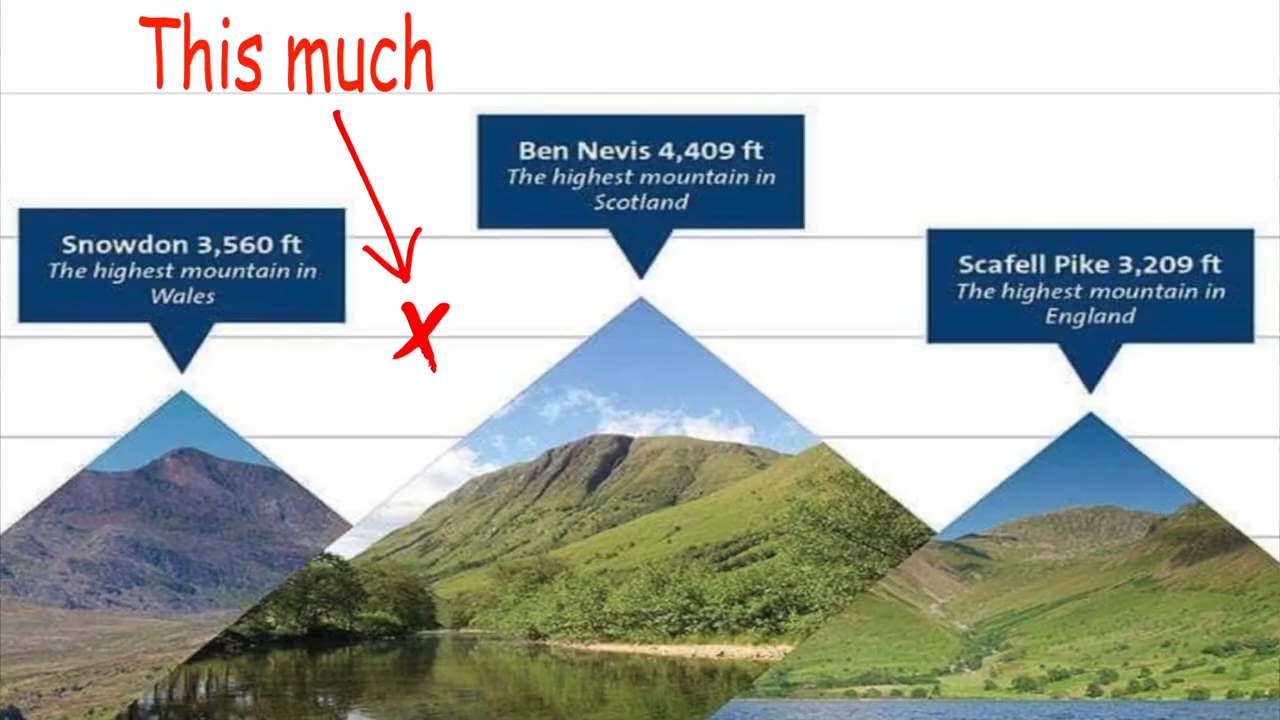 This much
Ben Nevis 4,409 ft
The highest mountain in
Scotland
Snowdon 3,560 ft
The highest mountain in
Wales
Scafell Pike 3,209 ft
The highest mountain in
England
X